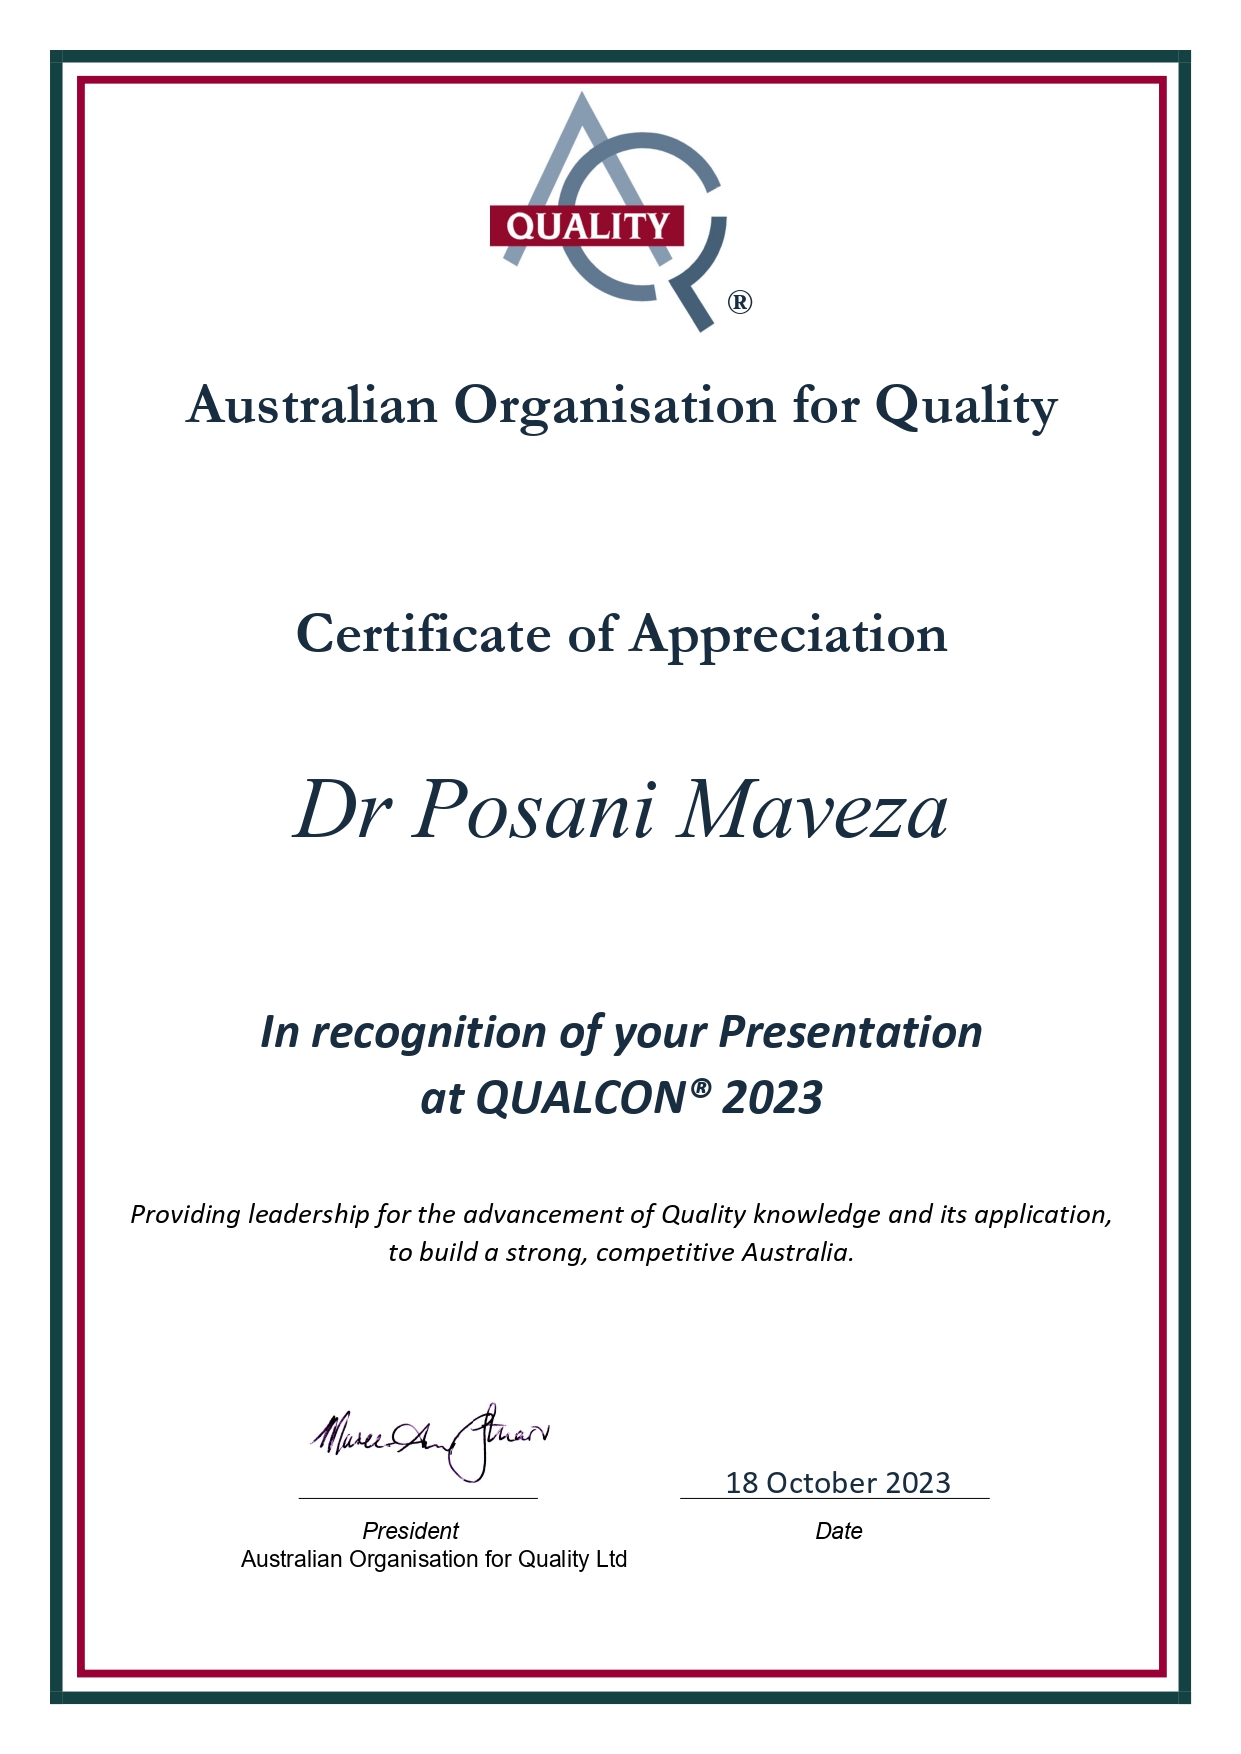 QUALITY
®
Australian Organisation for Quality
Certificate of Appreciation
Dr Posani Maveza
In recognition of your Presentation
at QUALCON® 2023
Providing leadership for the advancement of Quality knowledge and its application,
to build a strong, competitive Australia.
18 October 2023
President
Date
Australian Organisation for Quality Ltd